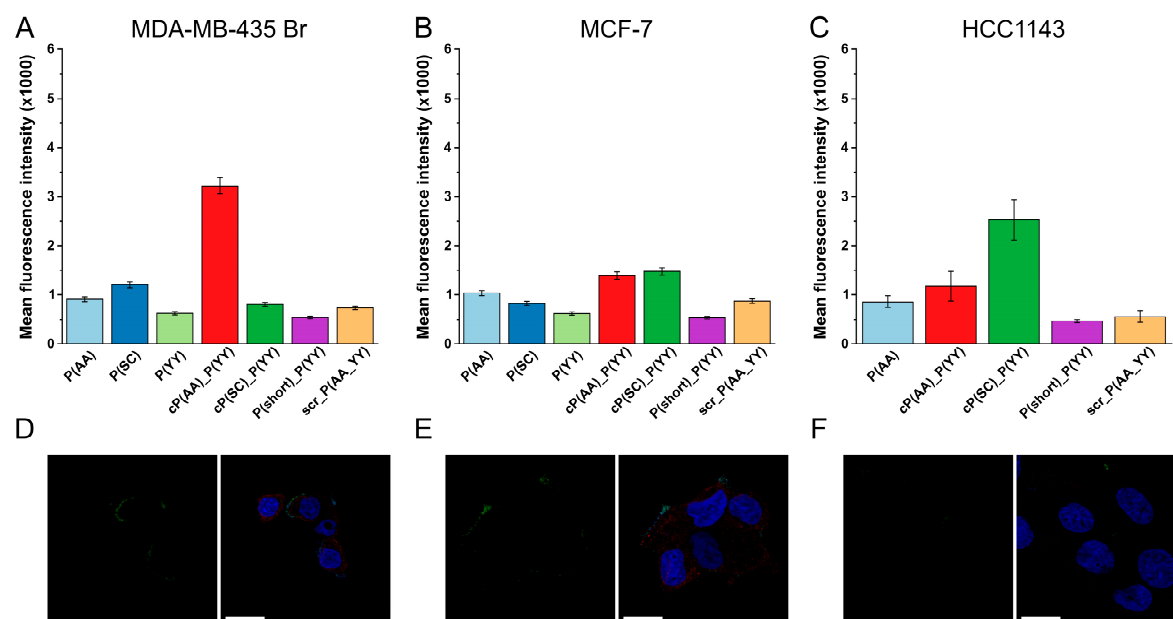 A
MDA-MB-435 Br
Mean fluorescence intensity (x1000)
6
5
4
3
2
1
0
P(AA)
P(SC)
P(YY)
cP(AA)_P(YY)
cP(SC)_P(YY)
P(short)_P(YY)
scr_P(AA_YY)
B
MCF-7
Mean fluorescence intensity (x1000)
6
5
4
3
2
1
0
P(AA)
P(SC)
P(YY)
cP(AA)_P(YY)
cP(SC)_P(YY)
P(short)_P(YY)
scr_P(AA_YY)
C
HCC1143
Mean fluorescence intensity (x1000)
6
5
4
3
2
1
0
P(AA)
cP(AA)_P(YY)
cP(SC)_P(YY)
P(short)_P(YY)
scr_P(AA_YY)
D
E
F